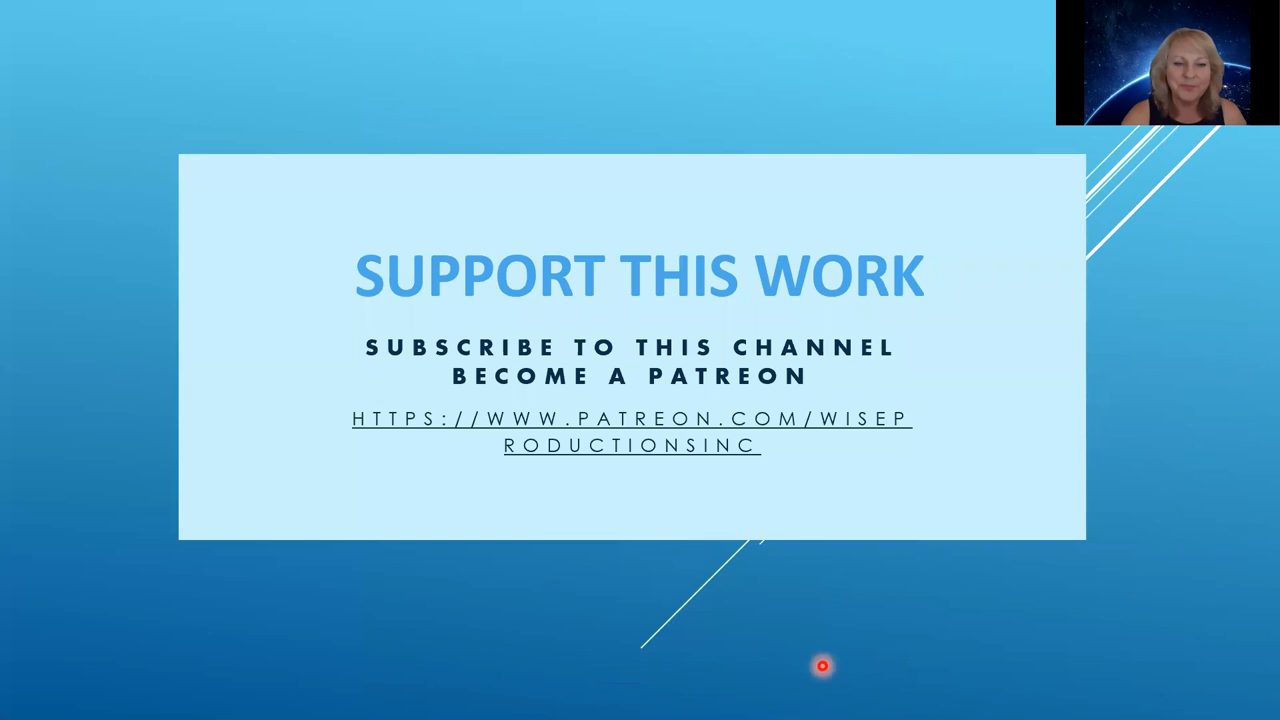 SUPPORT THIS WORK
SUBSCRIBE TO THIS CHANNEL
BECOME A PATREON
HTTPS://WWW.PATREON.COM/WISEP
RODUCTIONSINC